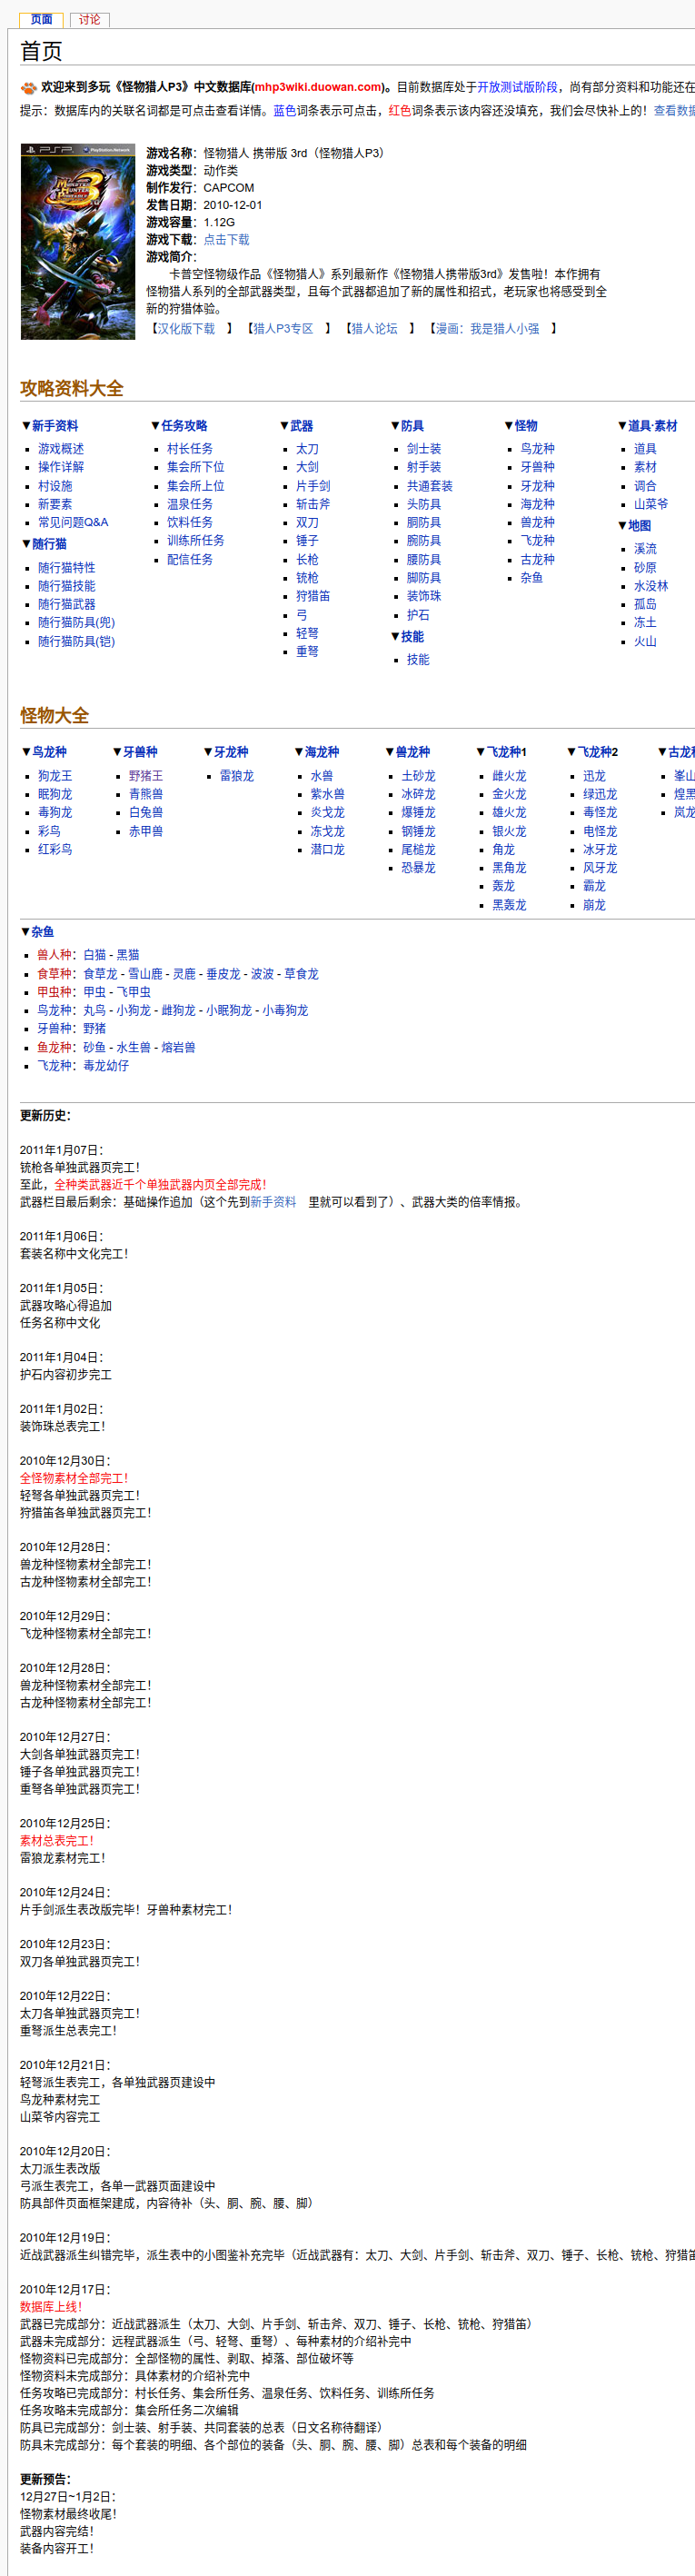 页面 讨论
首页
欢迎来到多玩《怪物猎人P3》中文数据库(mhp3wiki.duowan.com)。目前数据库处于开放测试版阶段，尚有部分资料和功能还在
提示：数据库内的关联名词都是可点击查看详情。蓝色词条表示可点击，红色词条表示该内容还没填充，我们会尽快补上的！查看数据
游戏名称：怪物猎人 携带版 3rd（怪物猎人P3）
游戏类型：动作类
制作发行：CAPCOM
发售日期：2010-12-01
游戏容量：1.12G
游戏下载：点击下载
游戏简介：
卡普空怪物级作品《怪物猎人》系列最新作《怪物猎人携带版3rd》发售啦！本作拥有
怪物猎人系列的全部武器类型，且每个武器都追加了新的属性和招式，老玩家也将感受到全
新的狩猎体验。
【汉化版下载 】 【猎人P3专区 】 【猎人论坛 】 【漫画：我是猎人小强 】
攻略资料大全
▼新手资料
游戏概述
操作详解
村设施
新要素
常见问题Q&A
▼随行猫
随行猫特性
随行猫技能
随行猫武器
随行猫防具(兜)
随行猫防具(铠)
▼任务攻略
村长任务
集会所下位
集会所上位
温泉任务
饮料任务
训练所任务
配信任务
▼武器
太刀
大剑
片手剑
斩击斧
双刀
锤子
长枪
铳枪
狩猎笛
弓
轻弩
重弩
▼防具
剑士装
射手装
共通套装
头防具
胴防具
腕防具
腰防具
脚防具
装饰珠
护石
▼技能
技能
▼怪物
鸟龙种
牙兽种
牙龙种
海龙种
兽龙种
飞龙种
古龙种
杂鱼
▼道具·素材
道具
素材
调合
山菜爷
▼地图
溪流
砂原
水没林
孤岛
冻土
火山
怪物大全
▼鸟龙种
狗龙王
眠狗龙
毒狗龙
彩鸟
红彩鸟
▼牙兽种
野猪王
青熊兽
白兔兽
赤甲兽
▼牙龙种
雷狼龙
▼海龙种
水兽
紫水兽
炎戈龙
冻戈龙
潜口龙
▼兽龙种
土砂龙
冰碎龙
爆锤龙
钢锤龙
尾槌龙
恐暴龙
▼飞龙种1
雌火龙
金火龙
雄火龙
银火龙
角龙
黑角龙
轰龙
黑轰龙
▼飞龙种2
迅龙
绿迅龙
毒怪龙
电怪龙
冰牙龙
风牙龙
霸龙
崩龙
▼古龙种
峯山
煌黑
岚龙
▼杂鱼
兽人种：白猫 - 黑猫
食草种：食草龙 - 雪山鹿 - 灵鹿 - 垂皮龙 - 波波 - 草食龙
甲虫种：甲虫 - 飞甲虫
鸟龙种：丸鸟 - 小狗龙 - 雌狗龙 - 小眠狗龙 - 小毒狗龙
牙兽种：野猪
鱼龙种：砂鱼 - 水生兽 - 熔岩兽
飞龙种：毒龙幼仔
更新历史：
2011年1月07日：
铳枪各单独武器页完工！
至此，全种类武器近千个单独武器内页全部完成！
武器栏目最后剩余：基础操作追加（这个先到新手资料 里就可以看到了）、武器大类的倍率情报。
2011年1月06日：
套装名称中文化完工！
2011年1月05日：
武器攻略心得追加
任务名称中文化
2011年1月04日：
护石内容初步完工
2011年1月02日：
装饰珠总表完工！
2010年12月30日：
全怪物素材全部完工！
轻弩各单独武器页完工！
狩猎笛各单独武器页完工！
2010年12月28日：
兽龙种怪物素材全部完工！
古龙种怪物素材全部完工！
2010年12月29日：
飞龙种怪物素材全部完工！
2010年12月28日：
兽龙种怪物素材全部完工！
古龙种怪物素材全部完工！
2010年12月27日：
大剑各单独武器页完工！
锤子各单独武器页完工！
重弩各单独武器页完工！
2010年12月25日：
素材总表完工！
雷狼龙素材完工！
2010年12月24日：
片手剑派生表改版完毕！牙兽种素材完工！
2010年12月23日：
双刀各单独武器页完工！
2010年12月22日：
太刀各单独武器页完工！
重弩派生总表完工！
2010年12月21日：
轻弩派生表完工，各单独武器页建设中
鸟龙种素材完工
山菜爷内容完工
2010年12月20日：
太刀派生表改版
弓派生表完工，各单一武器页面建设中
防具部件页面框架建成，内容待补（头、胴、腕、腰、脚）
2010年12月19日：
近战武器派生纠错完毕，派生表中的小图鉴补充完毕（近战武器有：太刀、大剑、片手剑、斩击斧、双刀、锤子、长枪、铳枪、狩猎笛
2010年12月17日：
数据库上线！
武器已完成部分：近战武器派生（太刀、大剑、片手剑、斩击斧、双刀、锤子、长枪、铳枪、狩猎笛）
武器未完成部分：远程武器派生（弓、轻弩、重弩）、每种素材的介绍补完中
怪物资料已完成部分：全部怪物的属性、剥取、掉落、部位破坏等
怪物资料未完成部分：具体素材的介绍补完中
任务攻略已完成部分：村长任务、集会所任务、温泉任务、饮料任务、训练所任务
任务攻略未完成部分：集会所任务二次编辑
防具已完成部分：剑士装、射手装、共同套装的总表（日文名称待翻译）
防具未完成部分：每个套装的明细、各个部位的装备（头、胴、腕、腰、脚）总表和每个装备的明细
更新预告：
12月27日~1月2日：
怪物素材最终收尾！
武器内容完结！
装备内容开工！